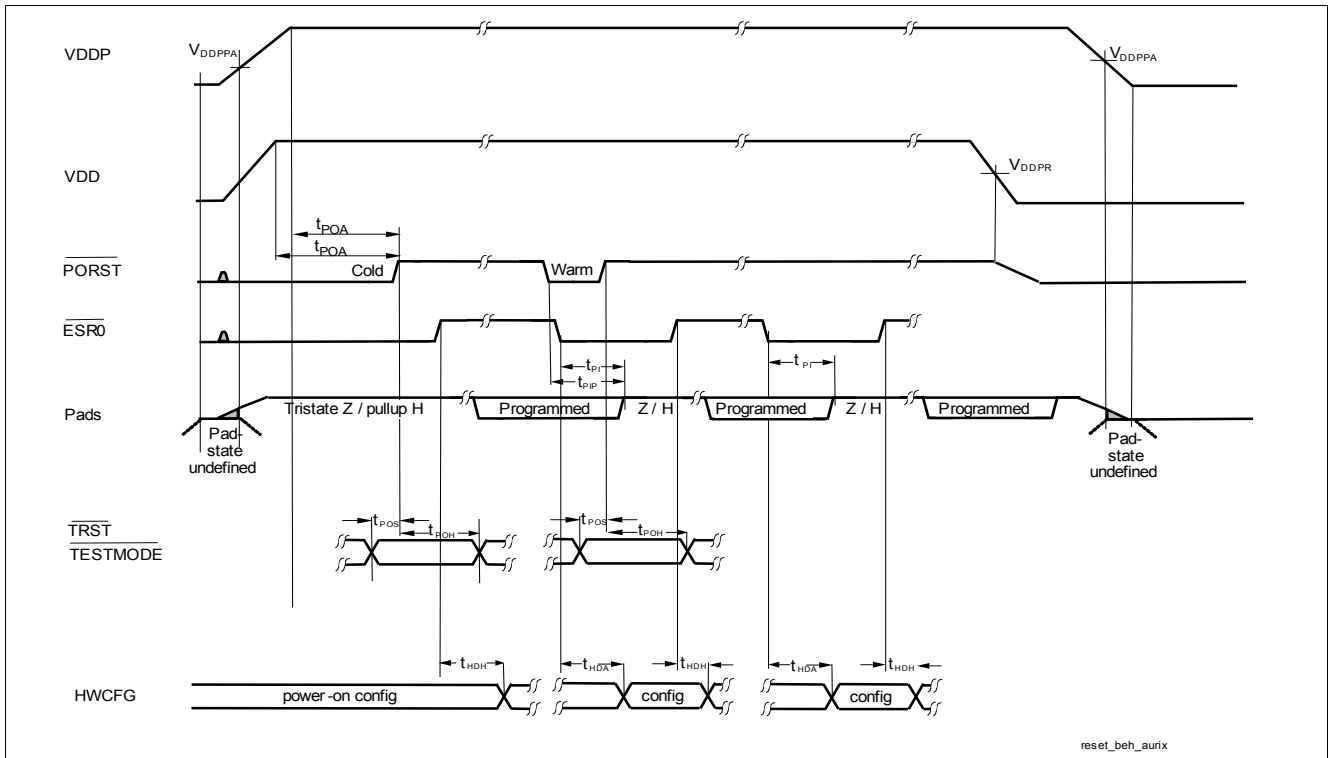 VDDP
VDDPPA
VDDPPA
VDD
VDDPR
tPOA
tPOA
PORST
Cold
Warm
ESR0
tPI
tPI
tPIP
Pads
Tristate Z / pullup H
Programmed
Z / H
Programmed
Z / H
Programmed
Pad-
state
undefined
Pad-
state
undefined
TRST
TESTMODE
tPOS
tPOH
tPOS
tPOH
tHDH
tHDA
tHDH
tHDA
tHDH
HWCFG
power-on config
config
config
reset_beh_aurix